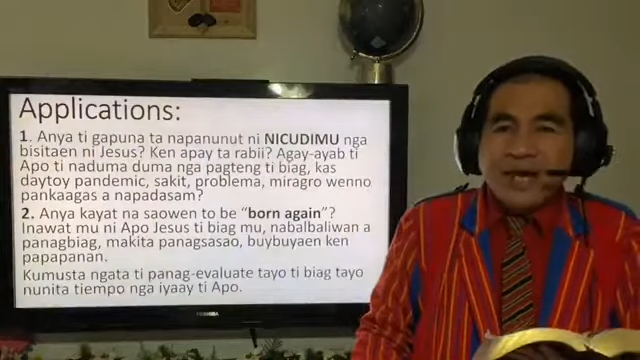 Applications:
1. Anya ti gapuna ta napanunut ni NICUDIMU nga
bisitaen ni Jesus? Ken apay ta rabii? Agay-ayab ti
Apo ti naduma duma nga pagteng ti biag, kas
daytoy pandemic, sakit, problema, miragro wenno
pankaagas a napadasam?
2. Anya kayat na saowen to be “born again”?
Inawat mu ni Apo Jesus ti biag mu, nabalbaliwan a
panagbiag, makita panagsasao, buybuyaen ken
papapanan.
Kumusta ngata ti panag-evaluate tayo ti biag tayo
nunita tiempo nga iyaay ti Apo.
TOSHIBA